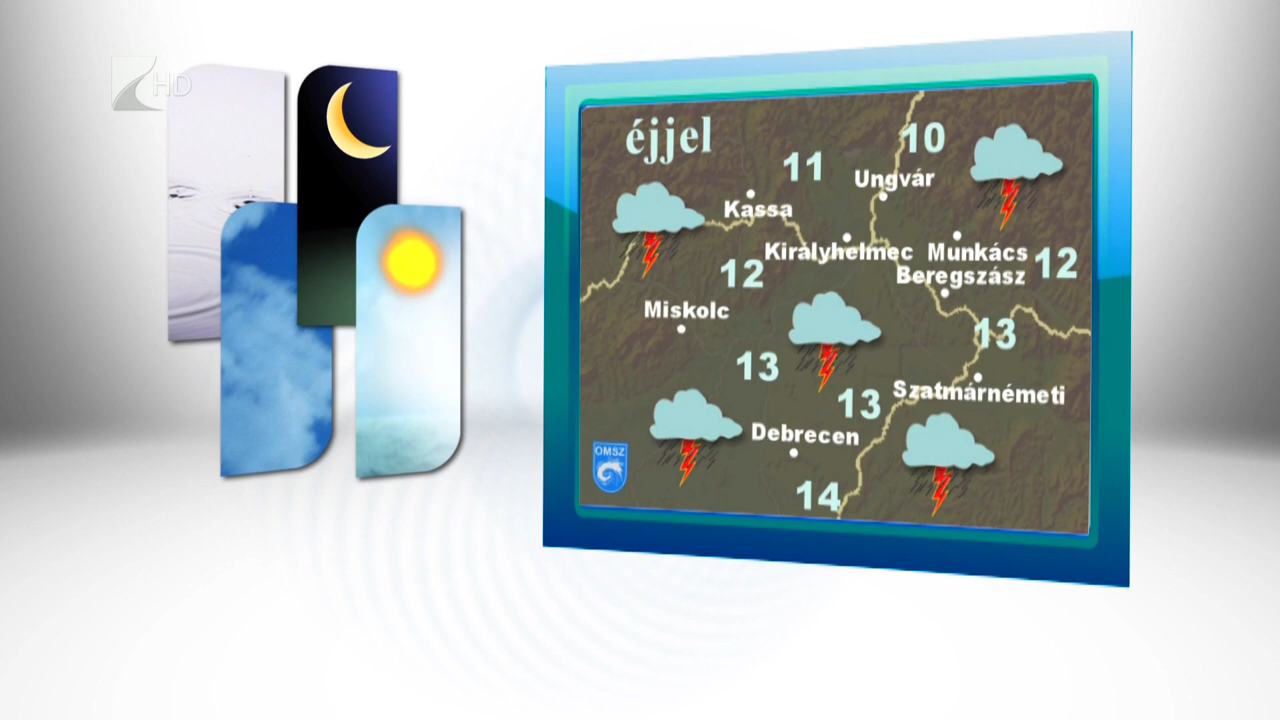 HD
éjjel
10
11
Ungvár
Kassa
Királyhelmec
Munkács
12
12
Beregszász
Miskolc
13
13
13
Szatmárnémeti
Debrecen
OMSZ
14